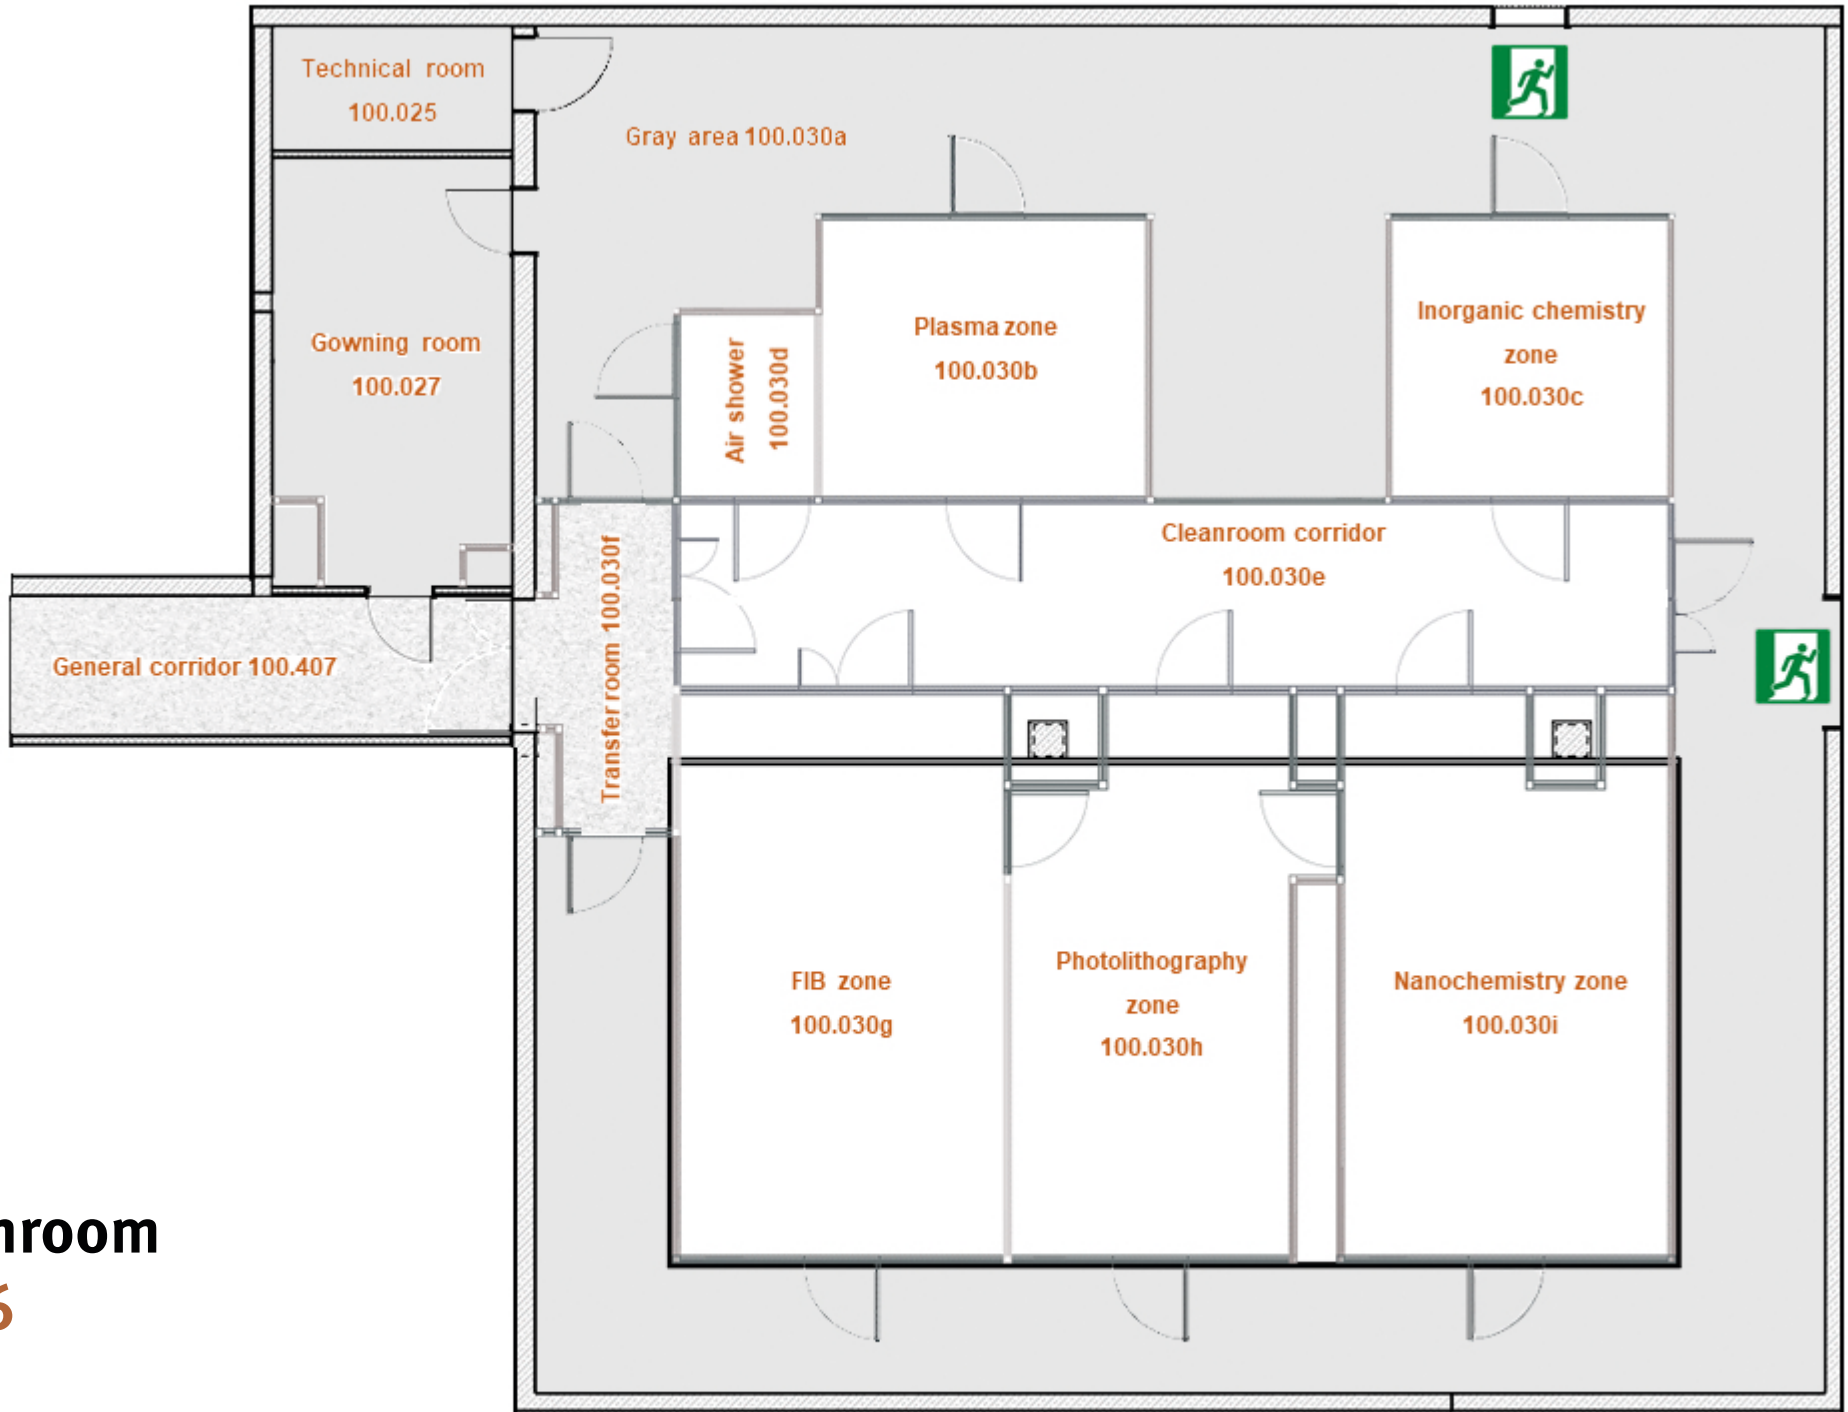 Technical room
100.025
Gray area 100.030a
Gowning room
100.027
Air shower
100.030d
Plasma zone
100.030b
Inorganic chemistry
zone
100.030c
Cleanroom corridor
100.030e
General corridor 100.407
Transfer room 100.030f
FIB zone
100.030g
Photolithography
zone
100.030h
Nanochemistry zone
100.030i
nroom
6